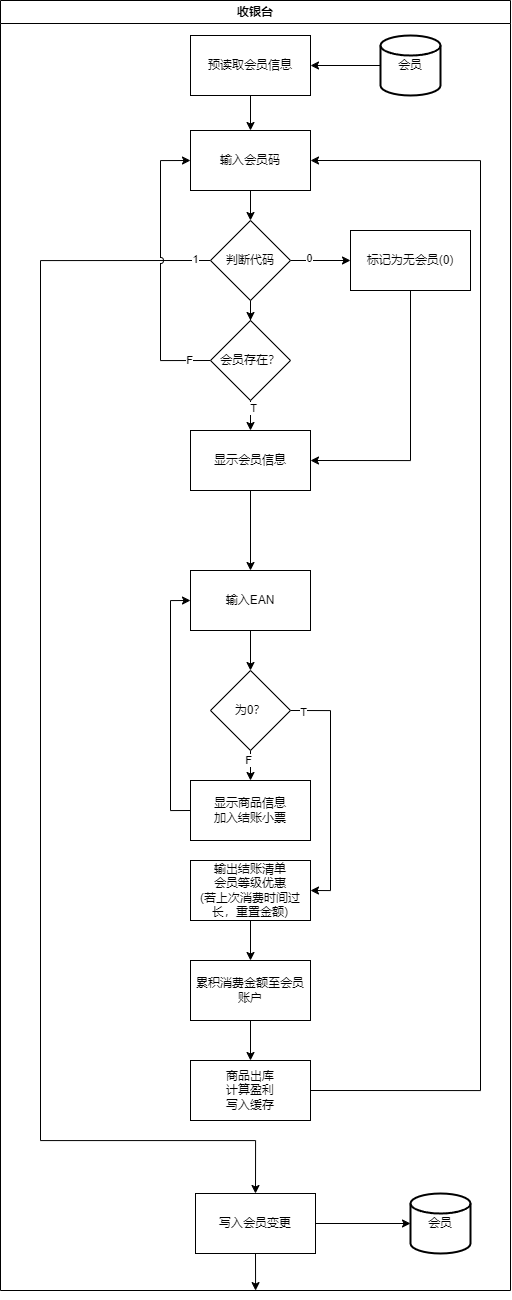 收银台
预读取会员信息
会员
输入会员码
判断代码
1
0
标记为无会员(0)
会员存在?
F
T
显示会员信息
输入EAN
为0?
T
F
显示商品信息
加入结账小票
输出结账清单
会员等级优惠
(若上次消费时间过
长，重置金额)
累积消费金额至会员
账户
商品出库
计算盈利
写入缓存
写入会员变更
会员